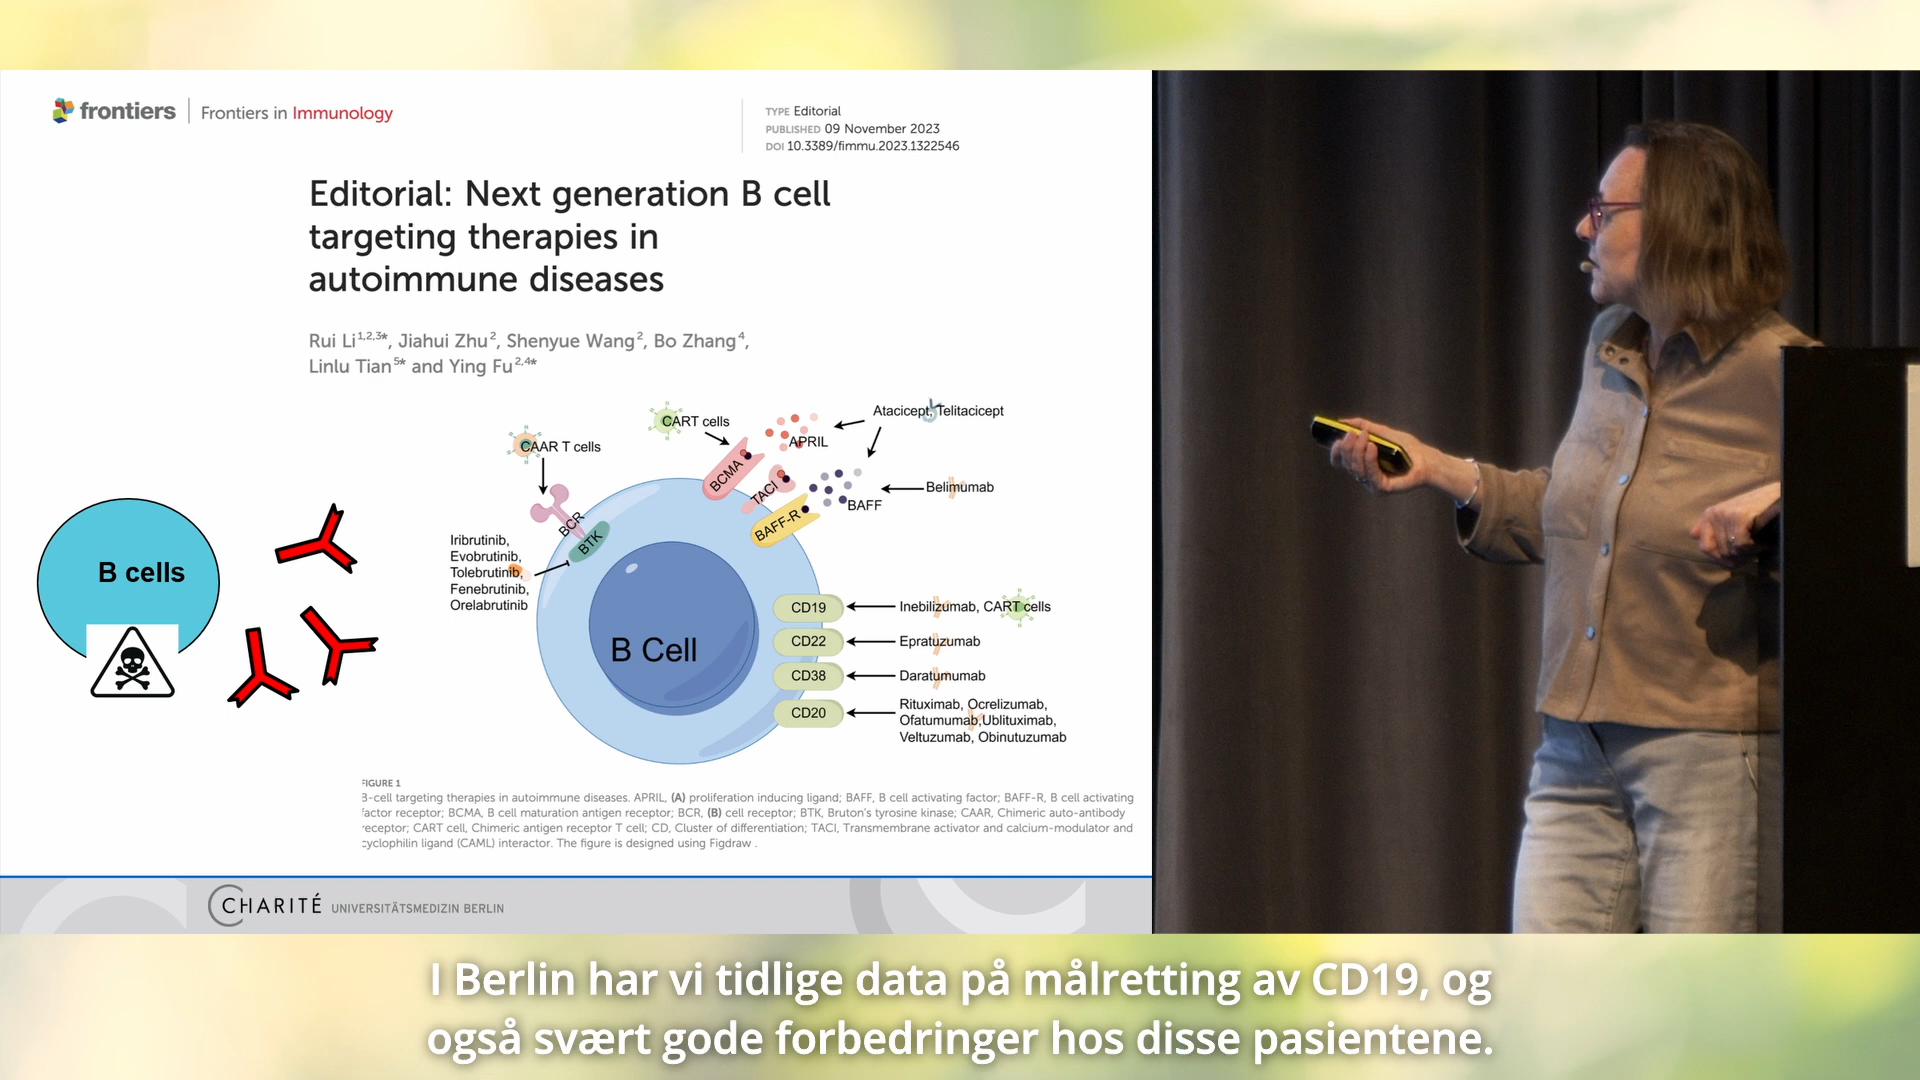 frontiers | Frontiers in Immunology
TYPE Editorial
PUBLISHED 09 November 2023
DOI 10.3389/fimmu.2023.1322546
Editorial: Next generation B cell
targeting therapies in
autoimmune diseases
Rui Li1,2,3*, Jiahui Zhu2, Shenyue Wang2, Bo Zhang4,
Linlu Tian5* and Ying Fu2,4*
CART cells
Atacicept, Telitacicept
APRIL
CAAR T cells
BCMA
TACI
Belimumab
BAFF
BAFF-R
BCR
BTK
Iribrutinib,
Evobrutinib,
Tolebrutinib,
Fenebrutinib,
Orelabrutinib
B cells
B Cell
CD19
Inebilizumab, CART cells
CD22
Epratuzumab
CD38
Daratumumab
CD20
Rituximab, Ocrelizumab,
Ofatumumab,Ublituximab,
Veltuzumab, Obinutuzumab
FIGURE 1
B-cell targeting therapies in autoimmune diseases. APRIL, (A) proliferation inducing ligand; BAFF, B cell activating factor; BAFF-R, B cell activating
factor receptor; BCMA, B cell maturation antigen receptor; BCR, (B) cell receptor; BTK, Bruton's tyrosine kinase; CAAR, Chimeric auto-antibody
receptor; CART cell, Chimeric antigen receptor T cell; CD, Cluster of differentiation; TACI, Transmembrane activator and calcium-modulator and
cyclophilin ligand (CAML) interactor. The figure is designed using Figdraw .
CHARITÉ UNIVERSITÄTSMEDIZIN BERLIN
I Berlin har vi tidlige data på målretting av CD19, og
også svært gode forbedringer hos disse pasientene.